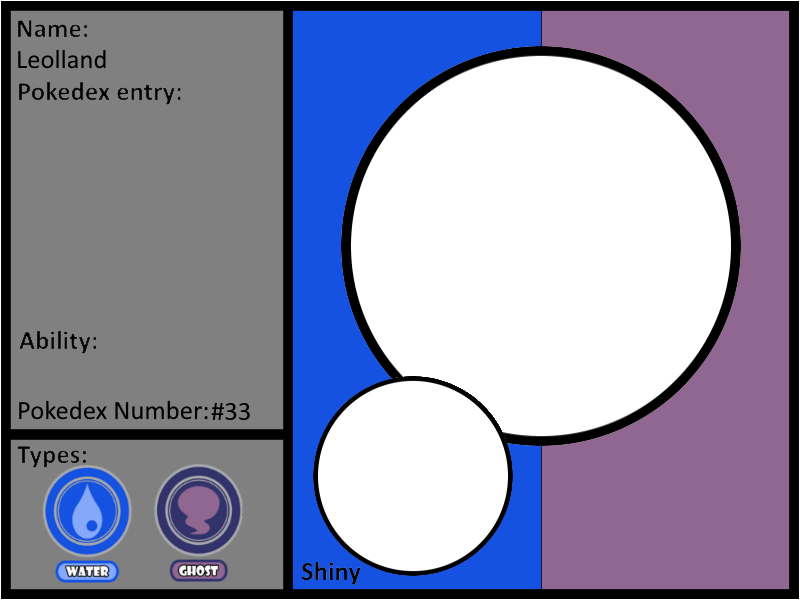 Name:
Leolland
Pokedex entry:
Ability:
Pokedex Number:#33
Types:
WATER
GHOST
Shiny